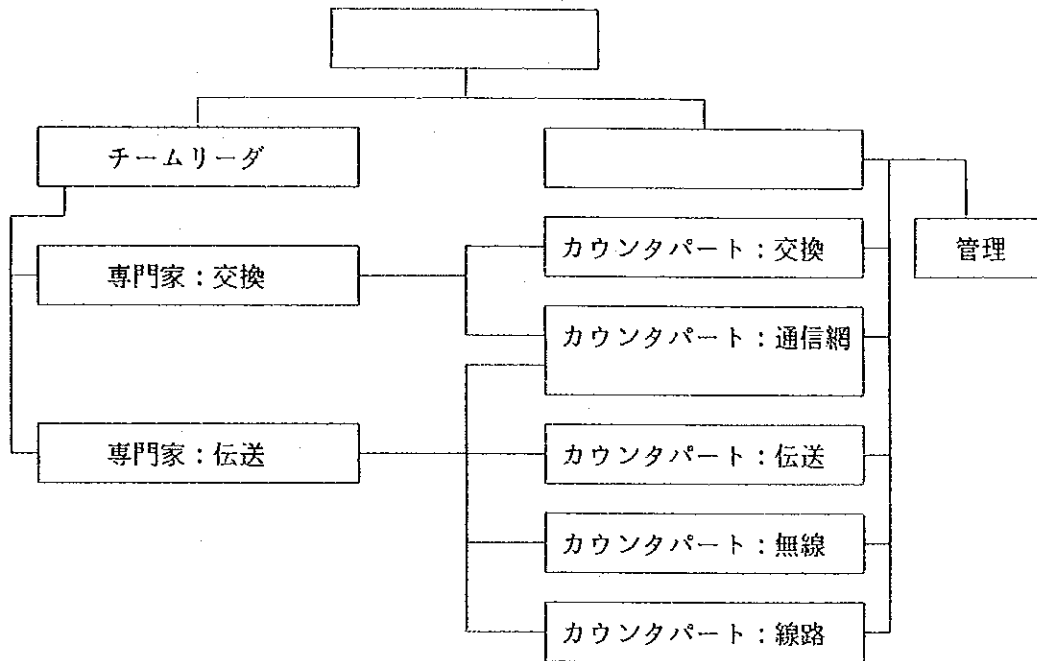 チームリーダ
カウンタパート：交換
管理
専門家：交換
カウンタパート：通信網
専門家：伝送
カウンタパート：伝送
カウンタパート：無線
カウンタパート：線路